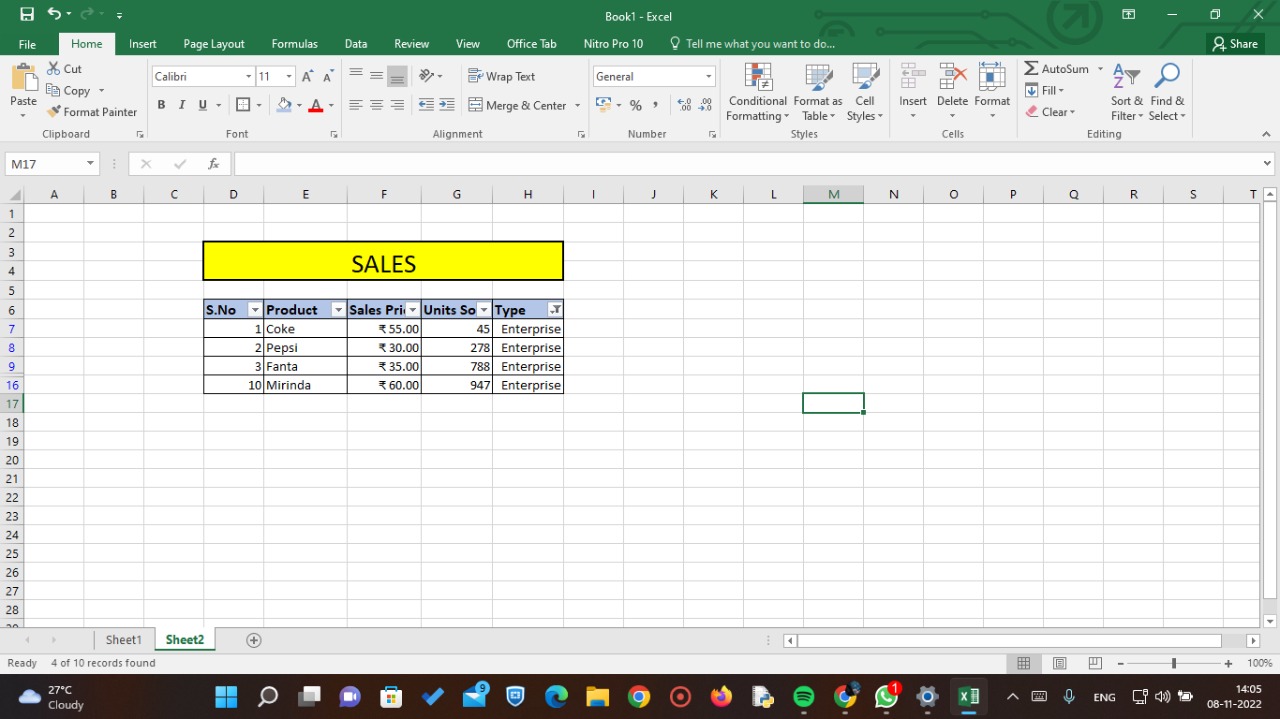 Book1 - Excel
File Home Insert Page Layout Formulas Data Review View Office Tab Nitro Pro 10 Tell me what you want to do... Share
Paste Cut Copy Format Painter
Clipboard
Calibri 11 A A
B I U A
Font
Wrap Text
Merge & Center
Alignment
General
% ,
Number
Conditional Formatting Format as Table Cell Styles
Styles
Insert Delete Format
Cells
AutoSum Fill Clear Sort & Filter Find & Select
Editing
M17 fx
A B C D E F G H I J K L M N O P Q R S T
1
2
3 SALES
4
5
6 S.No Product Sales Pri Units So Type
7 1 Coke ₹ 55.00 45 Enterprise
8 2 Pepsi ₹ 30.00 278 Enterprise
9 3 Fanta ₹ 35.00 788 Enterprise
16 10 Mirinda ₹ 60.00 947 Enterprise
17
18
19
20
21
22
23
24
25
26
27
28
Sheet1 Sheet2
Ready 4 of 10 records found 100%
27°C 9 1 ENG 14:05
Cloudy 08-11-2022